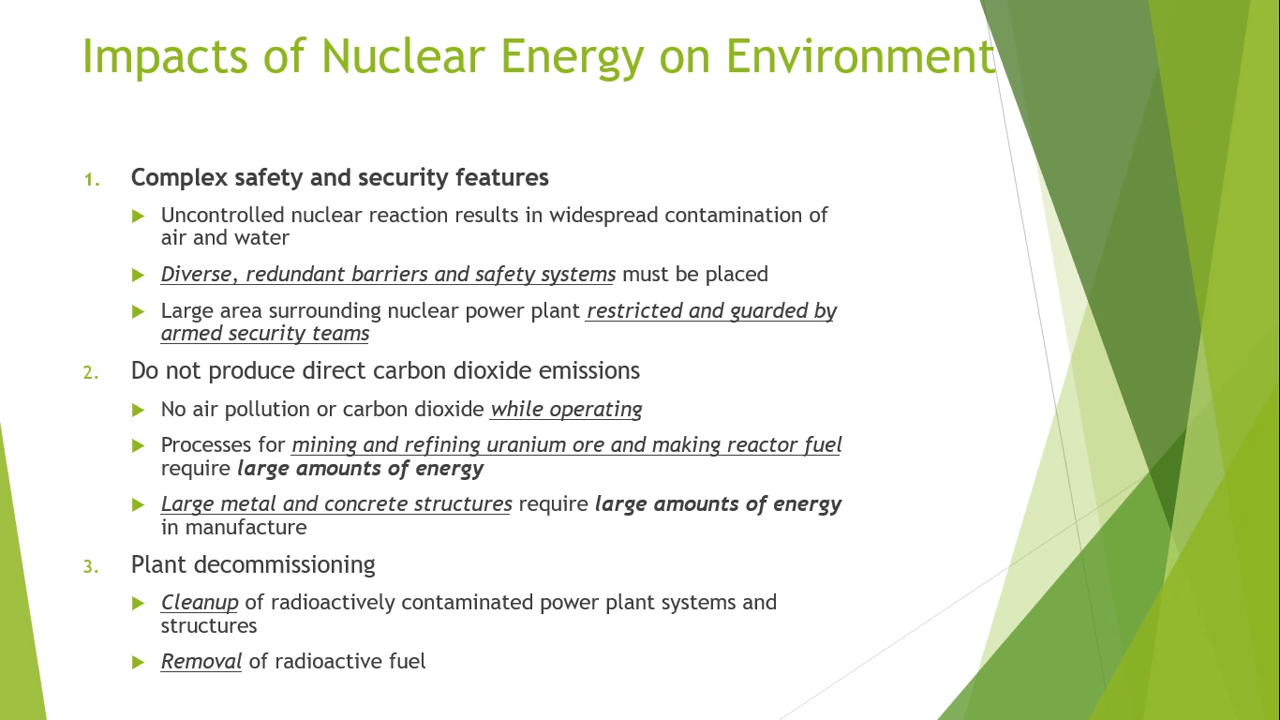 Impacts of Nuclear Energy on Environment
1. Complex safety and security features
Uncontrolled nuclear reaction results in widespread contamination of
air and water
Diverse, redundant barriers and safety systems must be placed
Large area surrounding nuclear power plant restricted and guarded by
armed security teams
2. Do not produce direct carbon dioxide emissions
No air pollution or carbon dioxide while operating
Processes for mining and refining uranium ore and making reactor fuel
require large amounts of energy
Large metal and concrete structures require large amounts of energy
in manufacture
3. Plant decommissioning
Cleanup of radioactively contaminated power plant systems and
structures
Removal of radioactive fuel